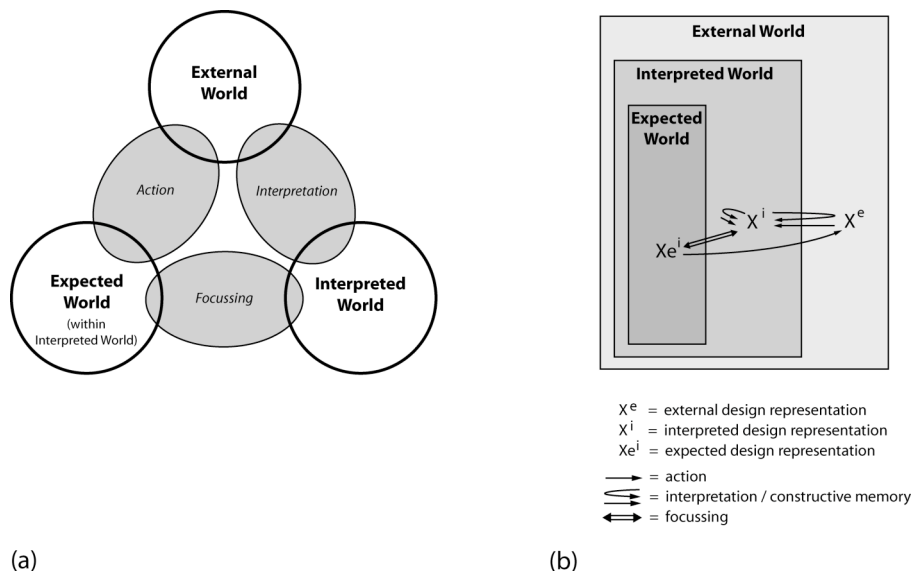 External
World
Action
Interpretation
Expected
World
(within
Interpreted World)
Focussing
Interpreted
World
(a)
External World
Interpreted World
Expected
World
Xⁱ
Xᵉ
Xeⁱ
Xᵉ = external design representation
Xⁱ = interpreted design representation
Xeⁱ = expected design representation
= action
= interpretation / constructive memory
= focussing
(b)